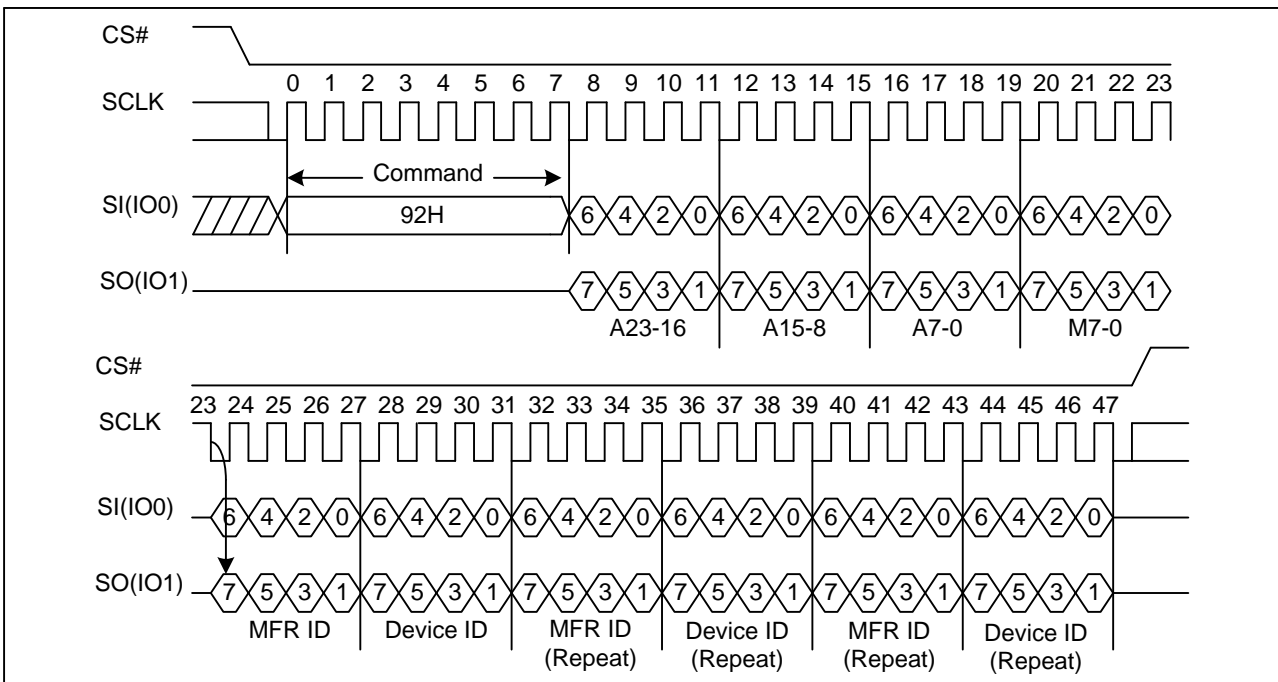 CS#
0 1 2 3 4 5 6 7 8 9 10 11 12 13 14 15 16 17 18 19 20 21 22 23
SCLK
Command
SI(IO0) 92H 6 4 2 0 6 4 2 0 6 4 2 0 6 4 2 0
SO(IO1) 7 5 3 1 7 5 3 1 7 5 3 1 7 5 3 1
A23-16 A15-8 A7-0 M7-0
CS#
23 24 25 26 27 28 29 30 31 32 33 34 35 36 37 38 39 40 41 42 43 44 45 46 47
SCLK
SI(IO0) 6 4 2 0 6 4 2 0 6 4 2 0 6 4 2 0 6 4 2 0 6 4 2 0
SO(IO1) 7 5 3 1 7 5 3 1 7 5 3 1 7 5 3 1 7 5 3 1 7 5 3 1
MFR ID Device ID MFR ID Device ID MFR ID Device ID
(Repeat) (Repeat) (Repeat) (Repeat)